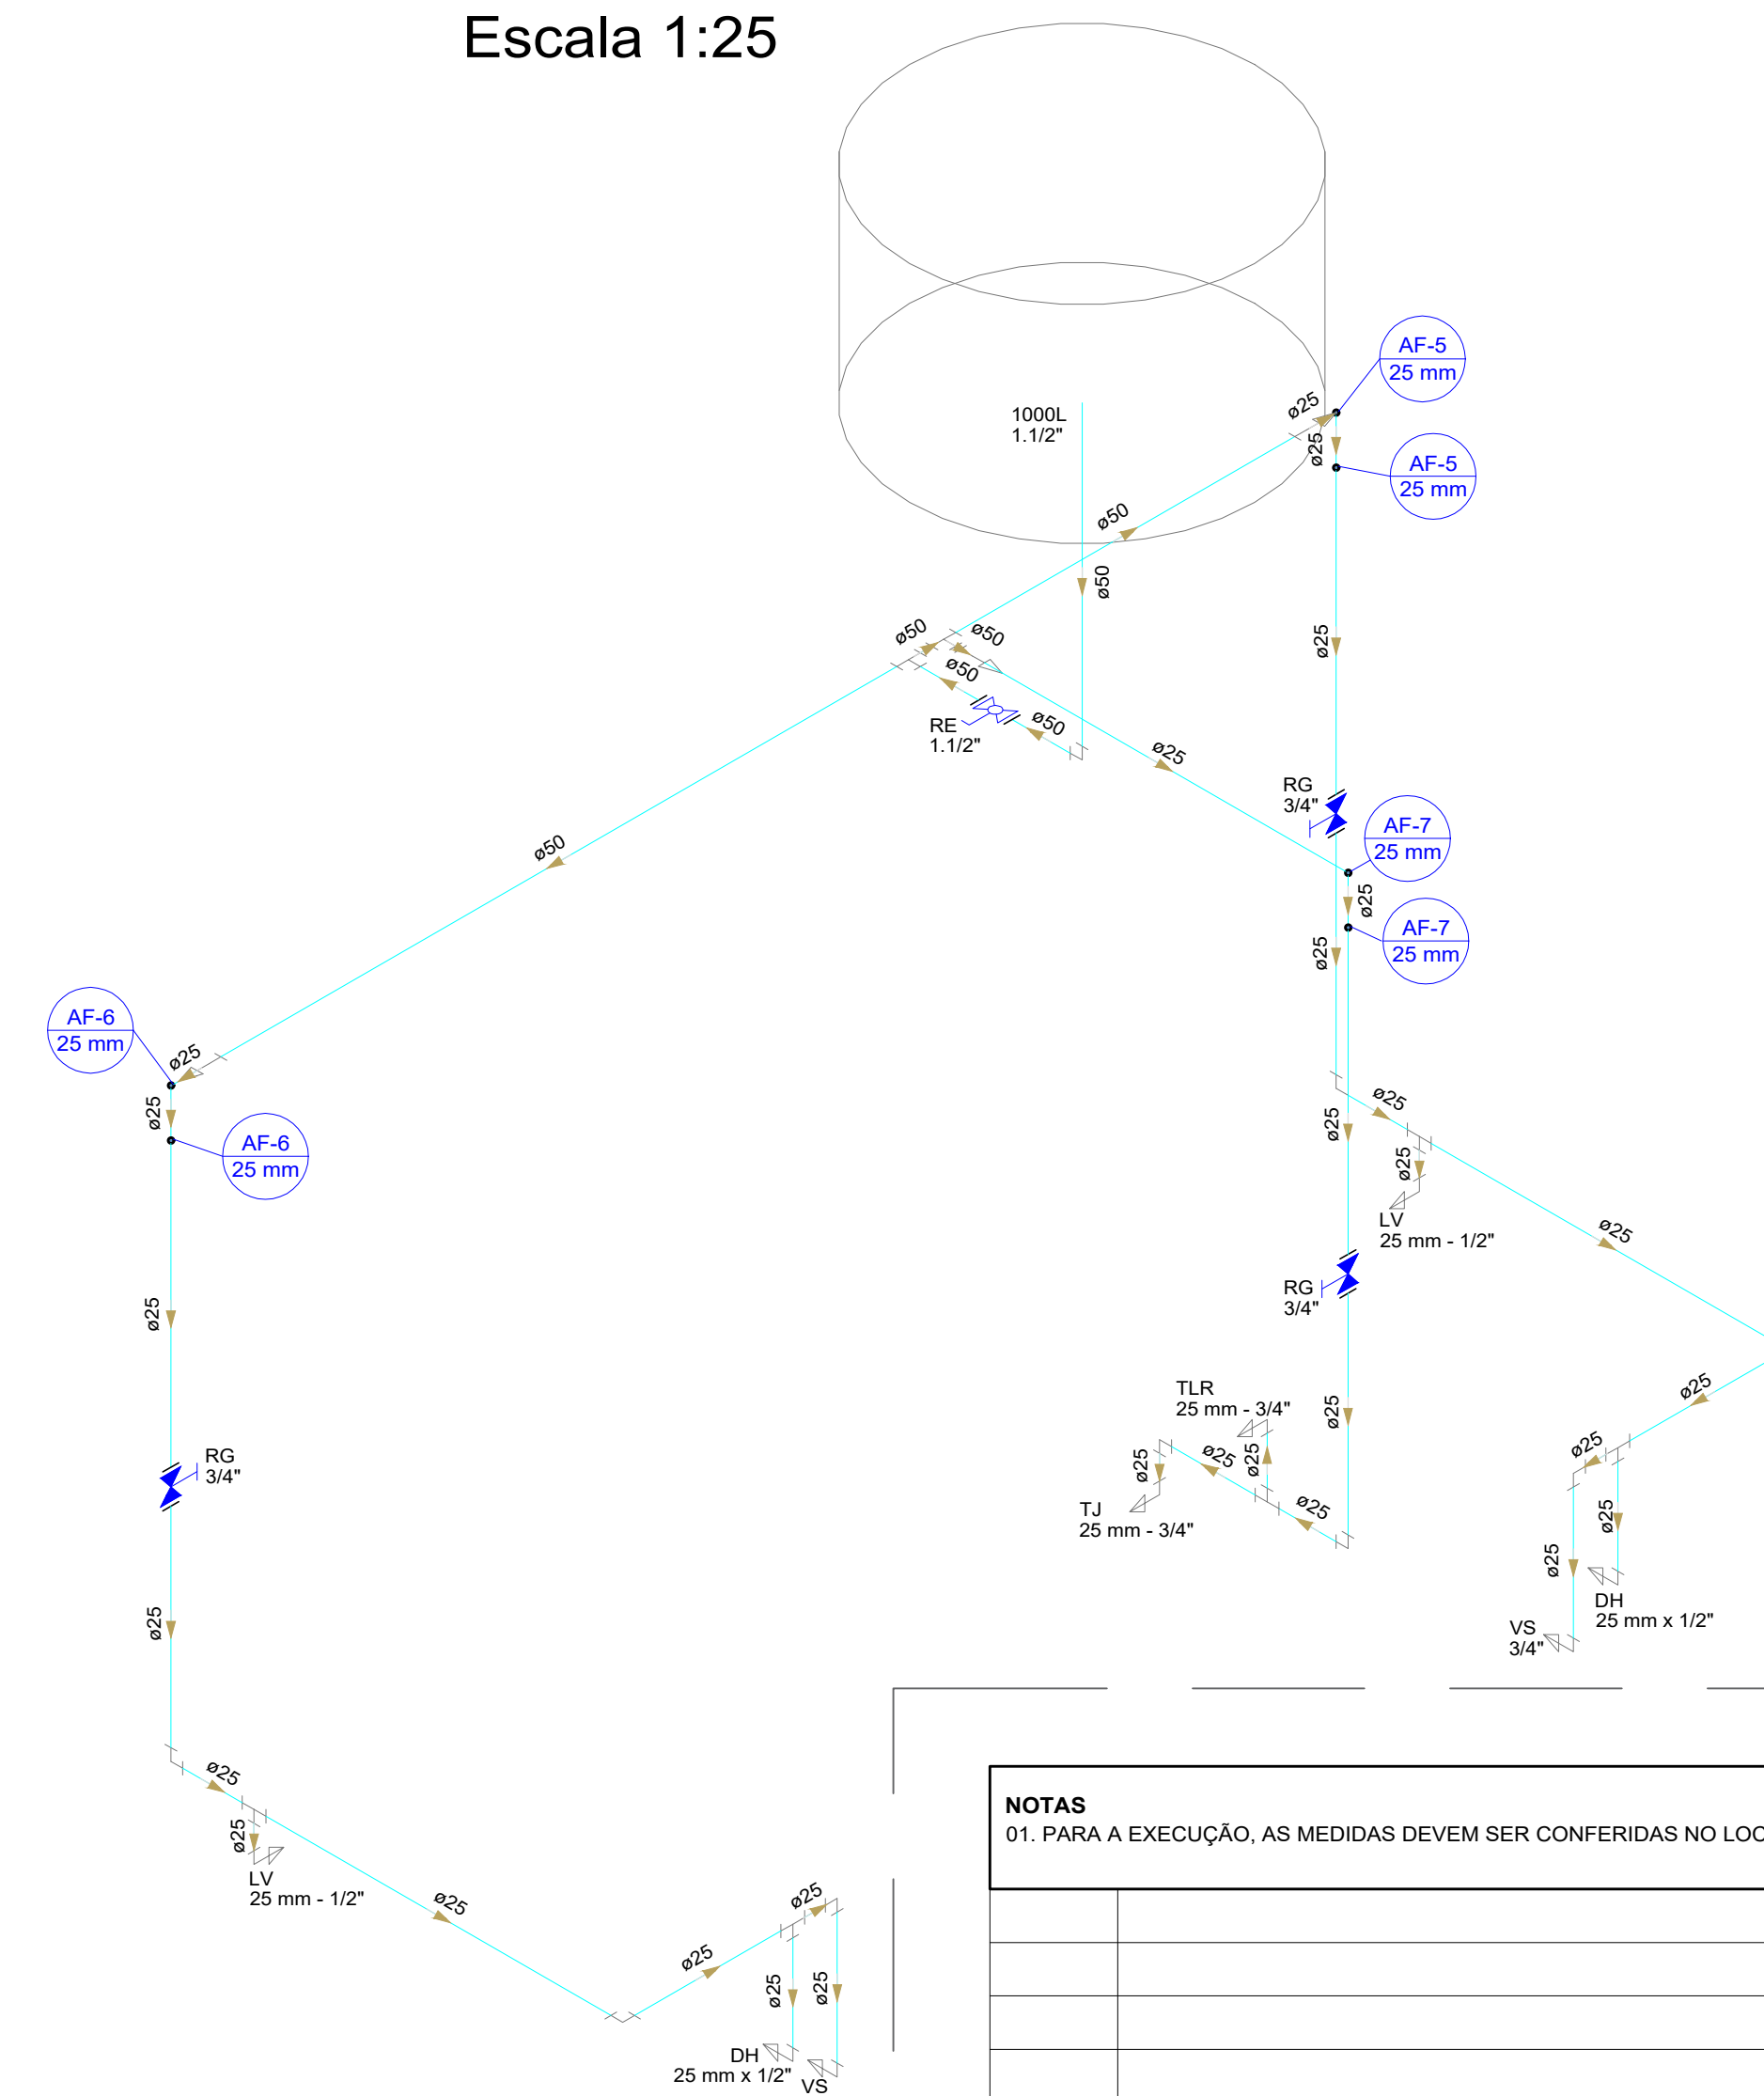 Escala 1:25
AF-5
25 mm
ø25
1000L
1.1/2"
ø25
AF-5
25 mm
ø50
ø50
ø50
ø50
ø25
ø50
RE
1.1/2"
ø50
ø25
RG
3/4"
AF-7
25 mm
ø50
ø25
AF-7
25 mm
ø25
AF-6
25 mm
ø25
ø25
ø25
ø25
AF-6
25 mm
ø25
LV
25 mm - 1/2"
ø25
RG
3/4"
ø25
TLR
25 mm - 3/4"
ø25
ø25
RG
3/4"
ø25
ø25
ø25
ø25
TJ
25 mm - 3/4"
ø25
ø25
ø25
DH
25 mm x 1/2"
VS
3/4"
ø25
ø25
ø25
LV
25 mm - 1/2"
ø25
ø25
ø25
ø25
ø25
DH
25 mm x 1/2"
VS
NOTAS
01. PARA A EXECUÇÃO, AS MEDIDAS DEVEM SER CONFERIDAS NO LOC